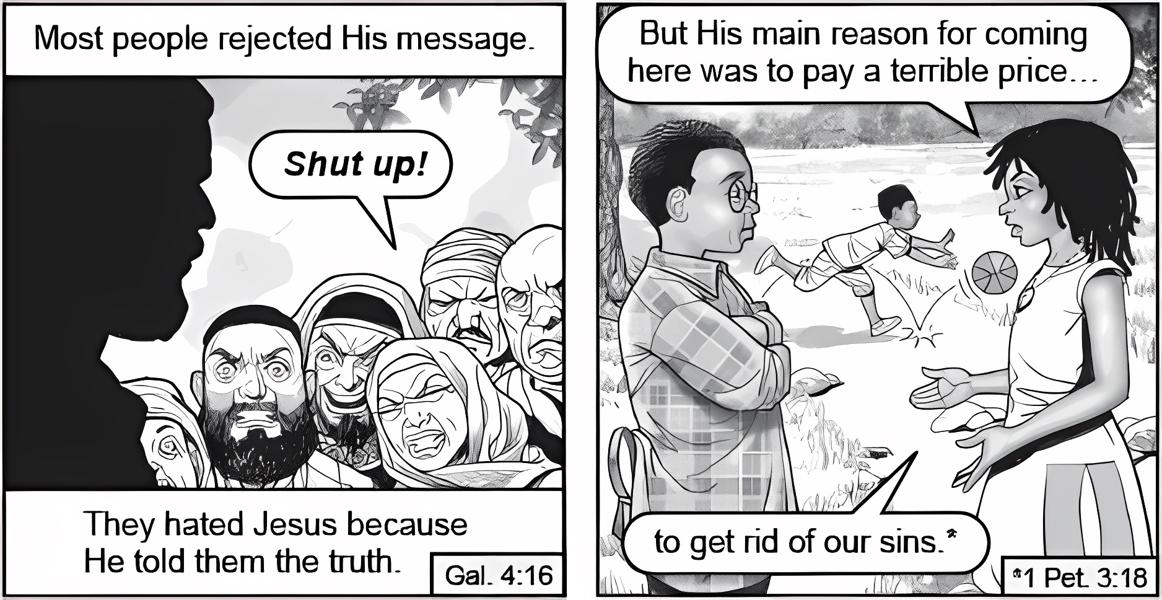 Most people rejected His message.
Shut up!
They hated Jesus because
He told them the truth.
Gal. 4:16
But His main reason for coming
here was to pay a terrible price...
to get rid of our sins.*
*1 Pet. 3:18